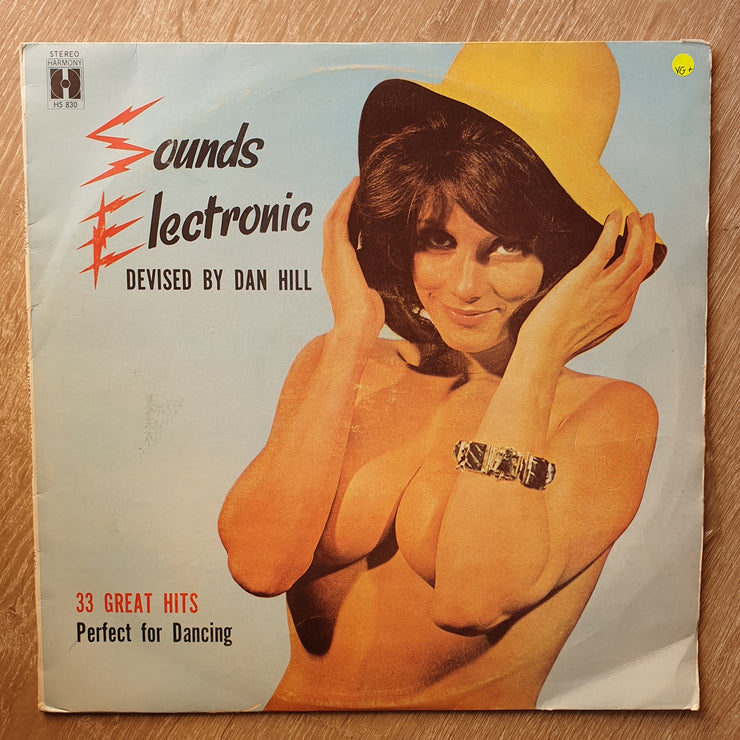 STEREO
HARMONY
HS 830
VG+
Sounds
Electronic
DEVISED BY DAN HILL
33 GREAT HITS
Perfect for Dancing